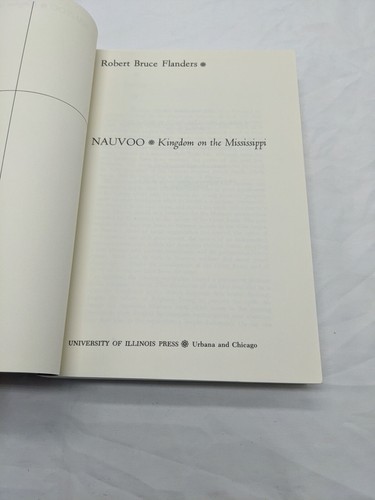 Robert Bruce Flanders ❋
NAUVOO ❋ Kingdom on the Mississippi
UNIVERSITY OF ILLINOIS PRESS ❋ Urbana and Chicago